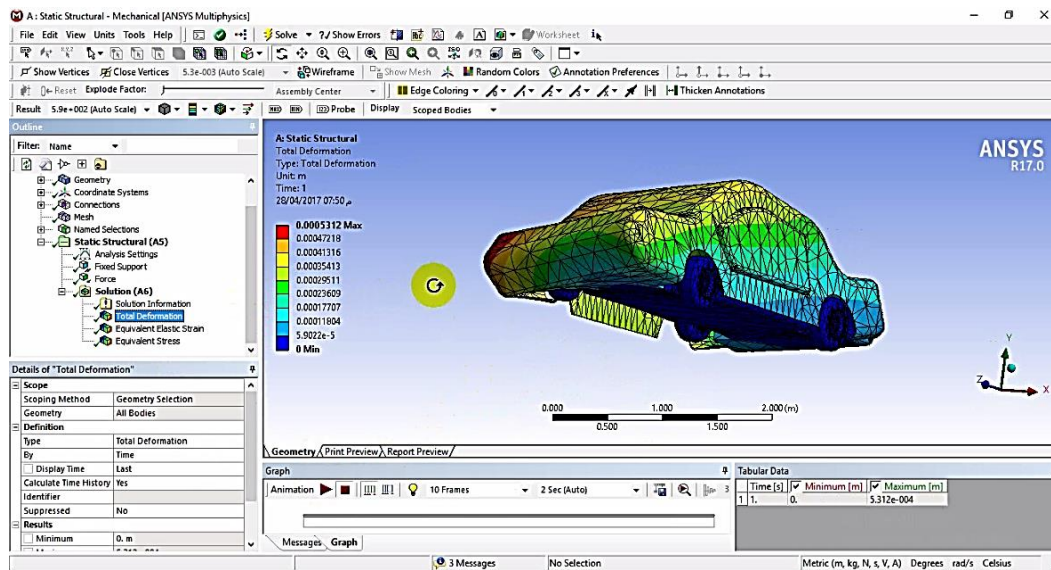 A : Static Structural - Mechanical [ANSYS Multiphysics]
File Edit View Units Tools Help Solve ?/ Show Errors Worksheet
Show Vertices Close Vertices 5.3e-003 (Auto Scale) Wireframe Show Mesh Random Colors Annotation Preferences
Reset Explode Factor: Assembly Center Edge Coloring Thicken Annotations
Result 5.9e+002 (Auto Scale) Probe Display Scoped Bodies
Outline
Filter: Name
Geometry
Coordinate Systems
Connections
Mesh
Named Selections
Static Structural (A5)
Analysis Settings
Fixed Support
Force
Solution (A6)
Solution Information
Total Deformation
Equivalent Elastic Strain
Equivalent Stress
Details of "Total Deformation"
Scope
Scoping Method Geometry Selection
Geometry All Bodies
Definition
Type Total Deformation
By Time
Display Time Last
Calculate Time History Yes
Identifier
Suppressed No
Results
Minimum 0. m
A: Static Structural
Total Deformation
Type: Total Deformation
Unit: m
Time: 1
28/04/2017 07:50 م
0.0005312 Max
0.00047218
0.00041316
0.00035413
0.00029511
0.00023609
0.00017707
0.00011804
5.9022e-5
0 Min
ANSYS
R17.0
0.000 1.000 2.000 (m)
0.500 1.500
Y
Z X
Geometry Print Preview Report Preview
Graph
Animation 10 Frames 2 Sec (Auto) 3
Messages Graph
Tabular Data
Time [s] Minimum [m] Maximum [m]
1 1. 0. 5.312e-004
3 Messages No Selection Metric (m, kg, N, s, V, A) Degrees rad/s Celsius